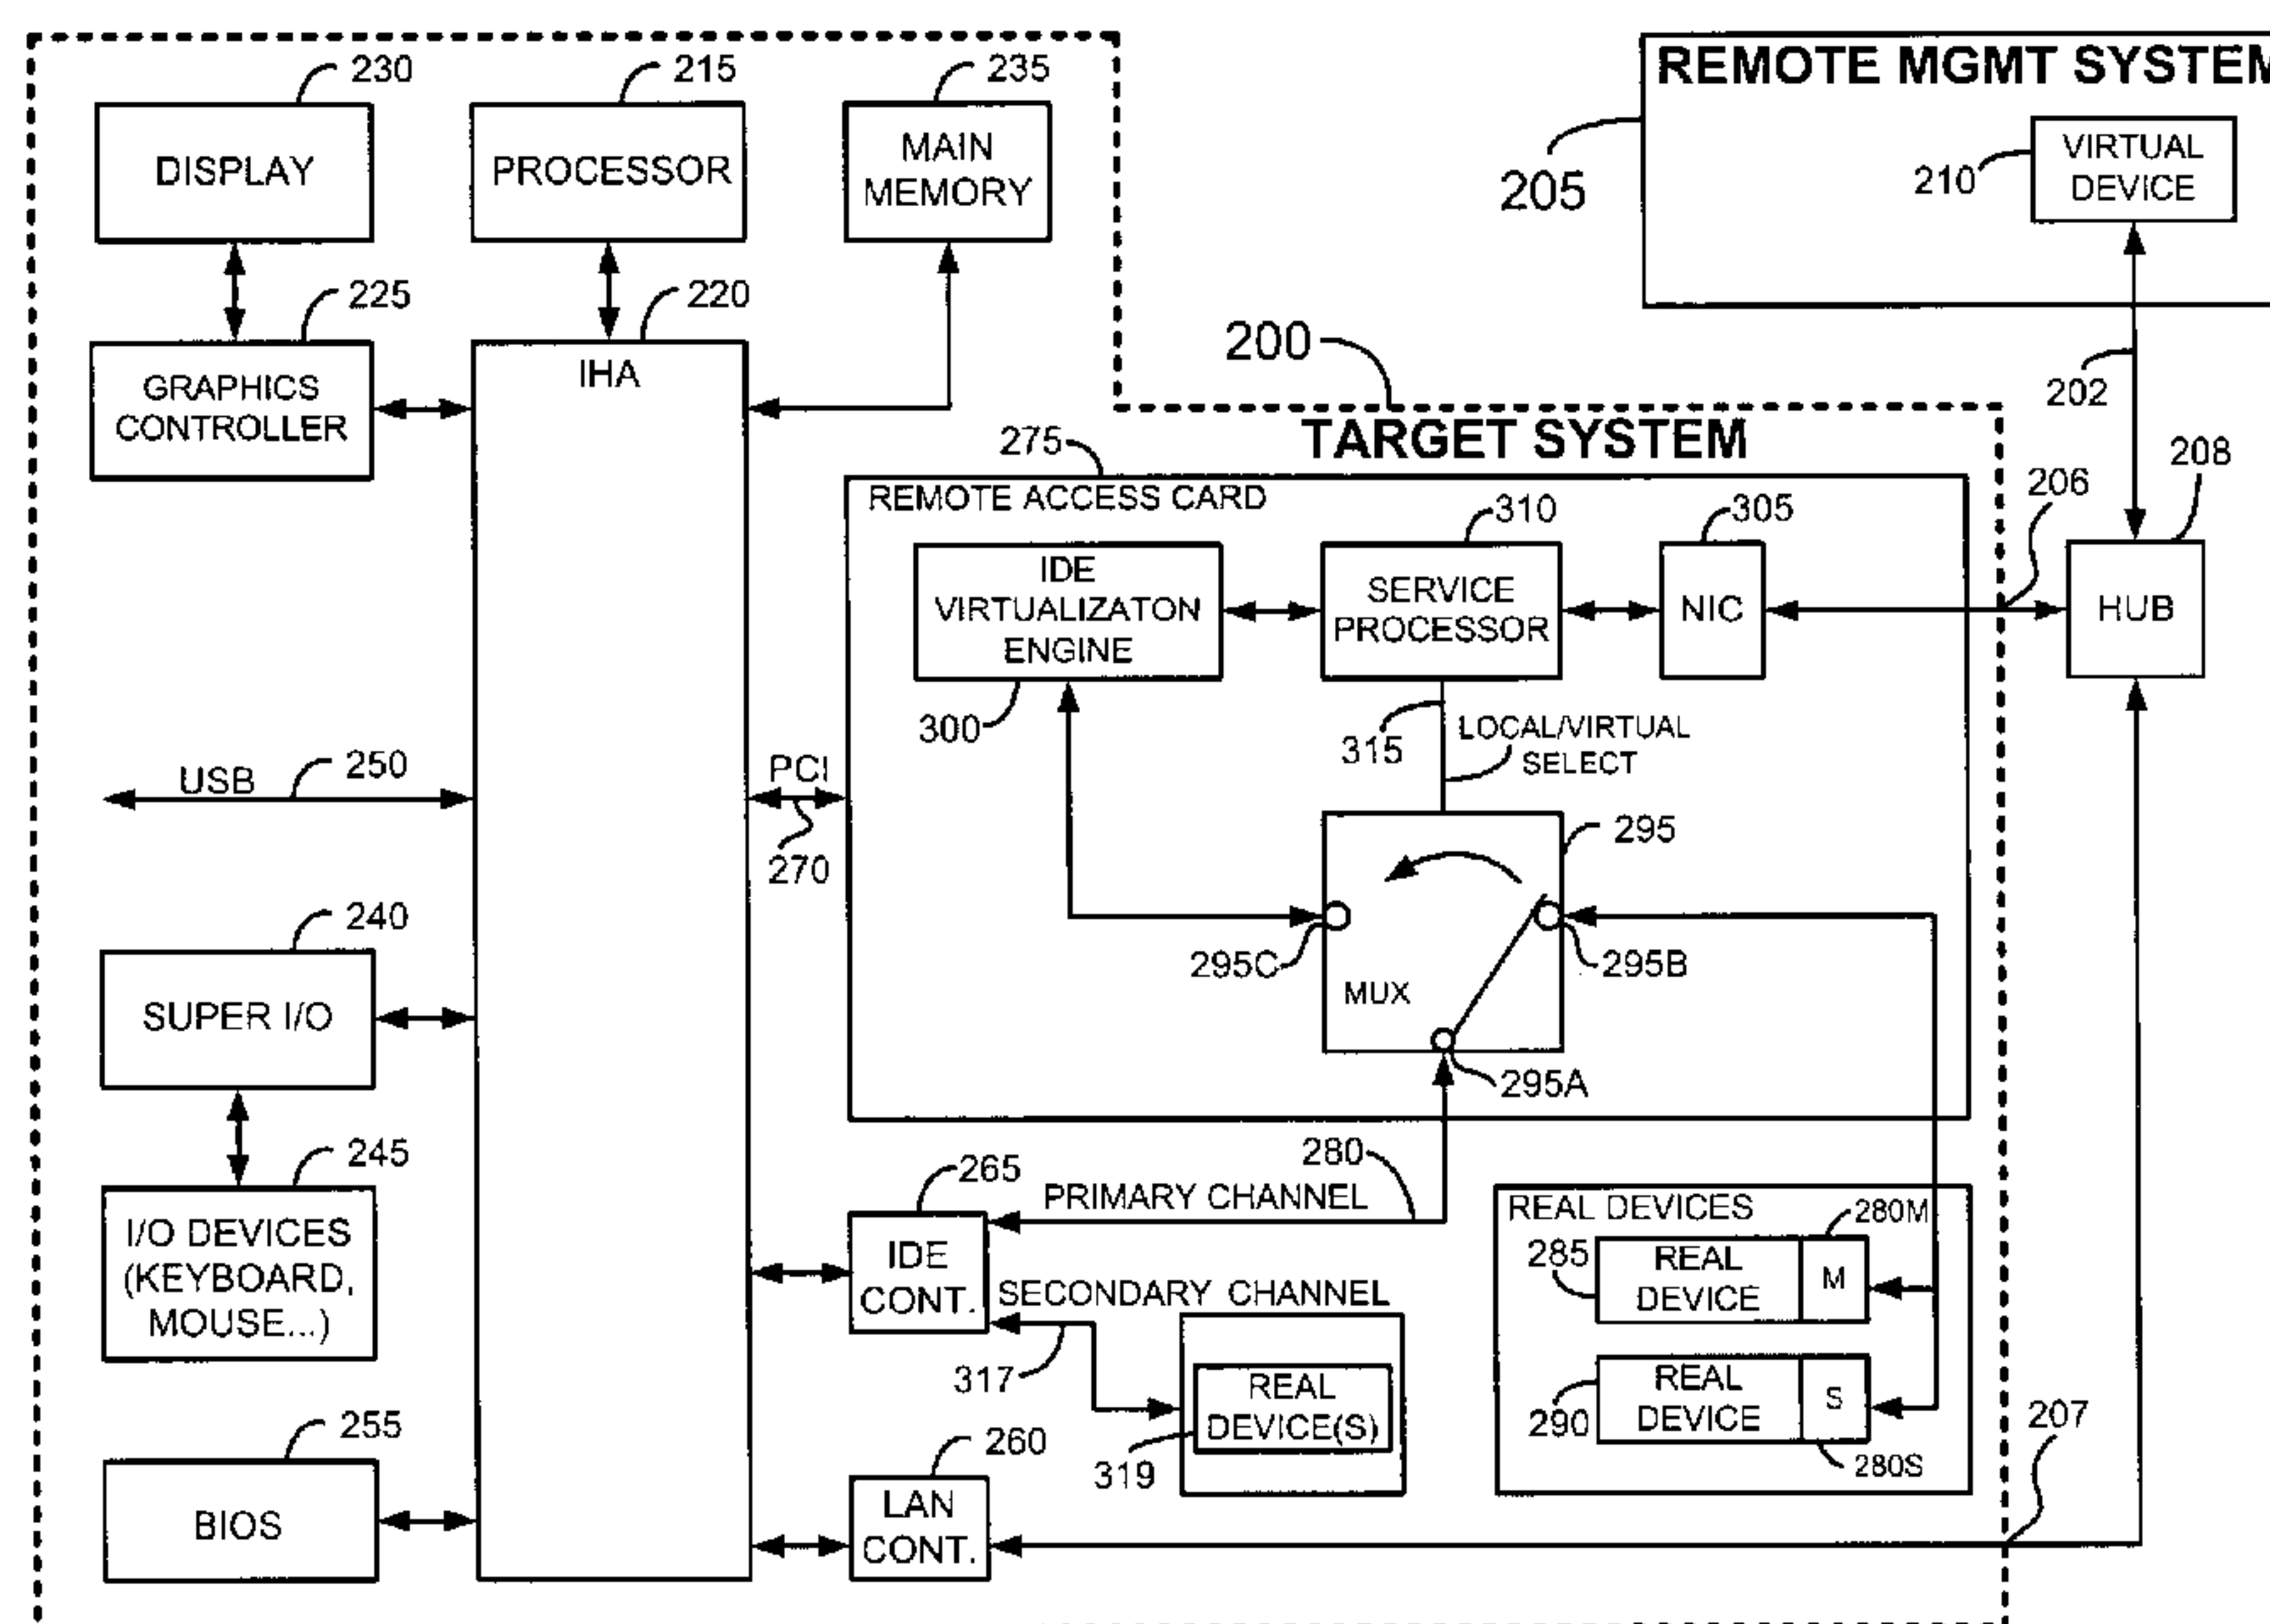 230
215
235
REMOTE MGMT SYSTEM
DISPLAY
PROCESSOR
MAIN
MEMORY
205
210
VIRTUAL
DEVICE
225
220
200
202
GRAPHICS
CONTROLLER
IHA
TARGET SYSTEM
275
REMOTE ACCESS CARD
206
208
310
305
IDE
VIRTUALIZATON
ENGINE
SERVICE
PROCESSOR
NIC
HUB
300
315
LOCAL/VIRTUAL
SELECT
USB
250
PCI
270
295
240
295C
295B
MUX
SUPER I/O
295A
245
265
280
PRIMARY CHANNEL
REAL DEVICES
280M
I/O DEVICES
(KEYBOARD,
MOUSE...)
IDE
CONT.
285
REAL
DEVICE
M
SECONDARY CHANNEL
317
REAL
DEVICE(S)
319
290
REAL
DEVICE
S
280S
207
255
260
BIOS
LAN
CONT.